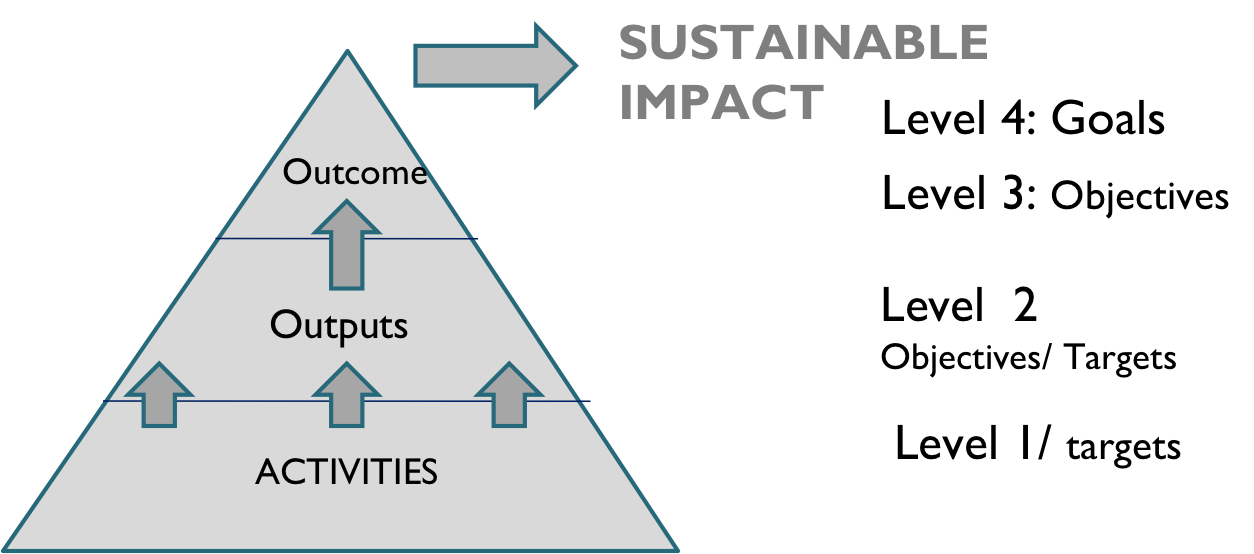 SUSTAINABLE
IMPACT
Level 4: Goals
Outcome
Level 3: Objectives
Level 2
Outputs
Objectives/ Targets
Level 1/ targets
ACTIVITIES